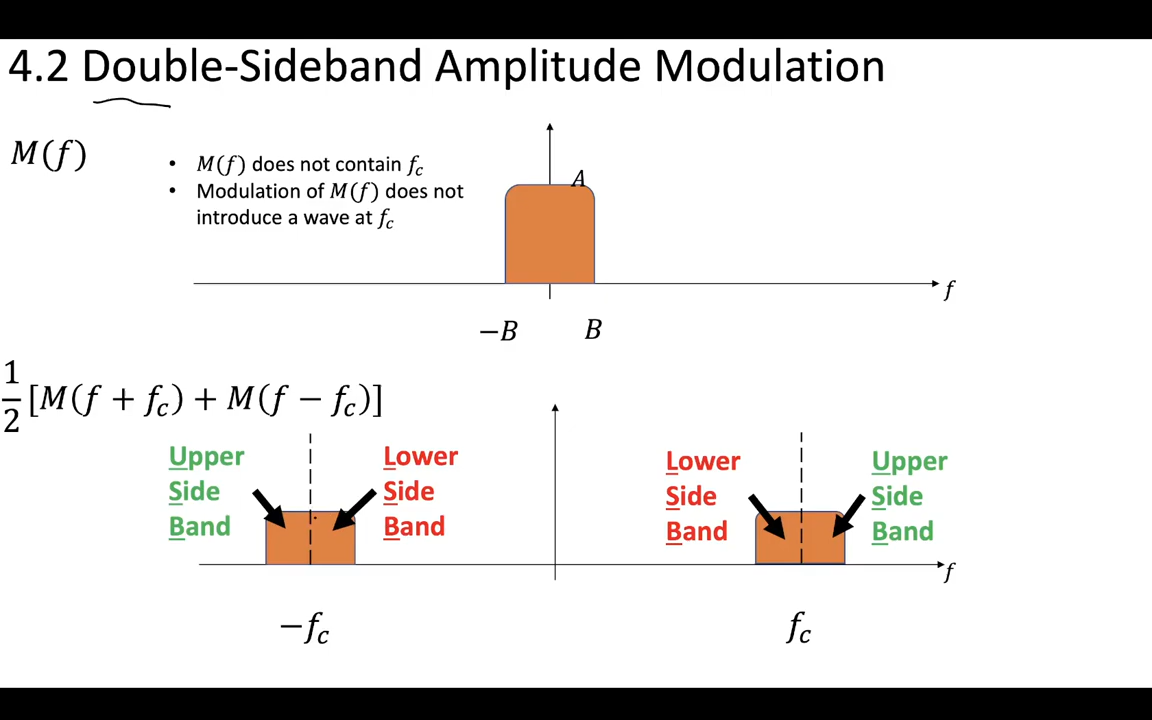 4.2 Double-Sideband Amplitude Modulation
M(f)
• M(f) does not contain f_c
• Modulation of M(f) does not
introduce a wave at f_c
A
f
−B
B
1/2 [M(f + f_c) + M(f − f_c)]
Upper
Side
Band
Lower
Side
Band
Lower
Side
Band
Upper
Side
Band
f
−f_c
f_c